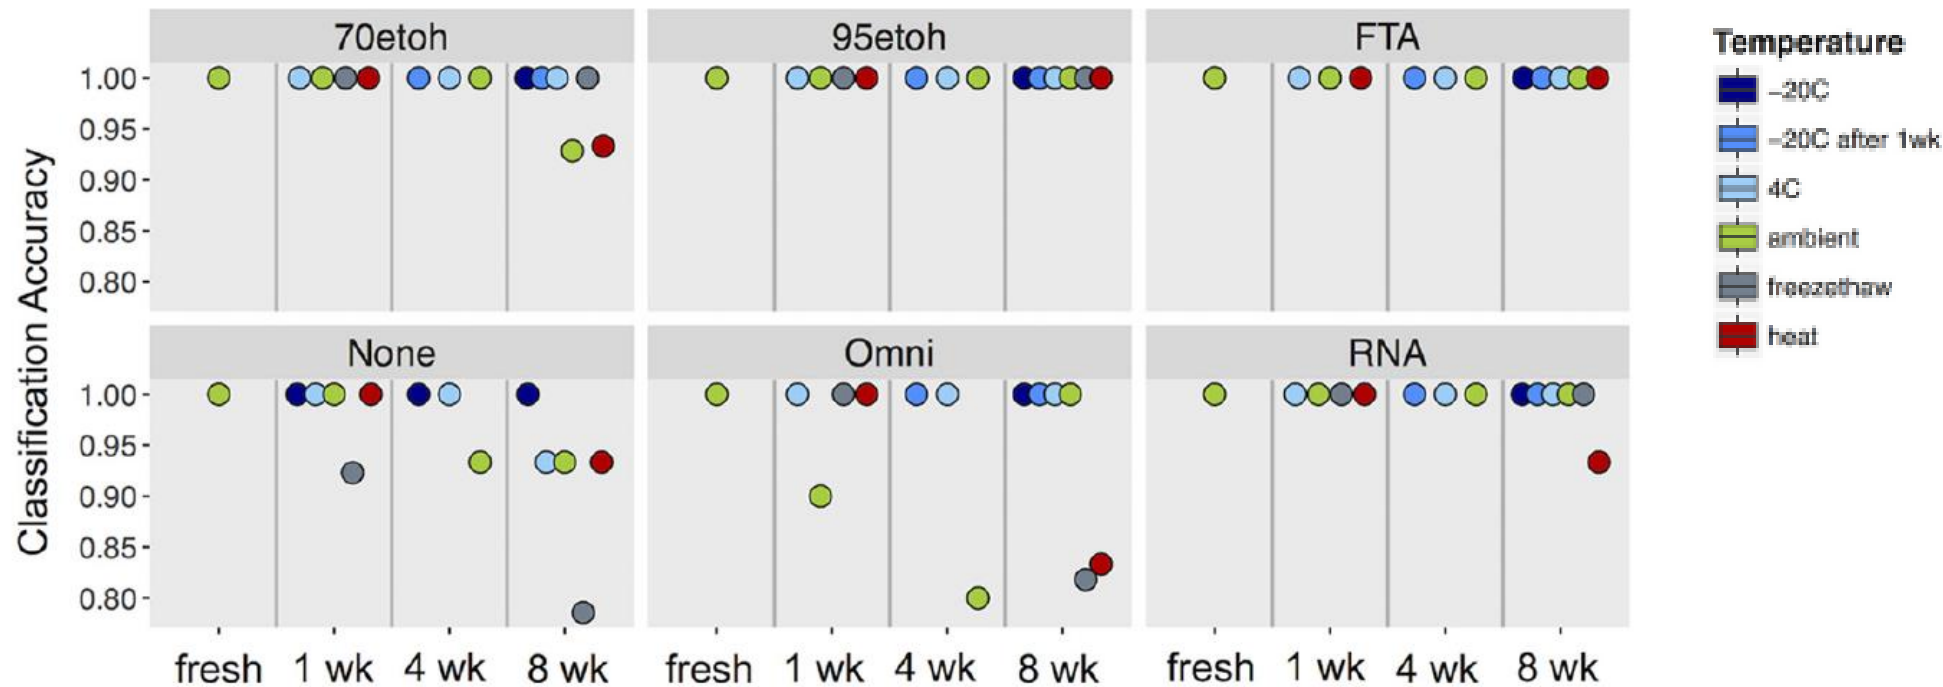 70etoh 95etoh FTA
Temperature
−20C
−20C after 1wk
4C
ambient
freezethaw
heat
Classification Accuracy
1.00
0.95
0.90
0.85
0.80
None Omni RNA
1.00
0.95
0.90
0.85
0.80
fresh 1 wk 4 wk 8 wk fresh 1 wk 4 wk 8 wk fresh 1 wk 4 wk 8 wk